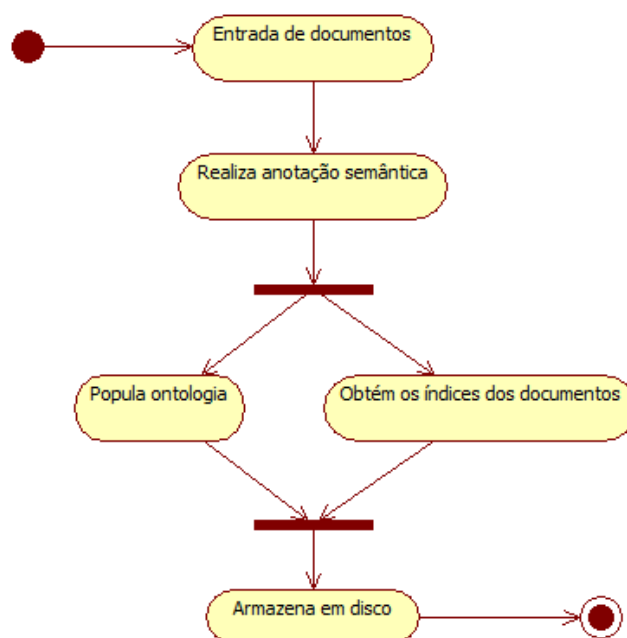 Entrada de documentos
Realiza anotação semântica
Popula ontologia
Obtém os índices dos documentos
Armazena em disco